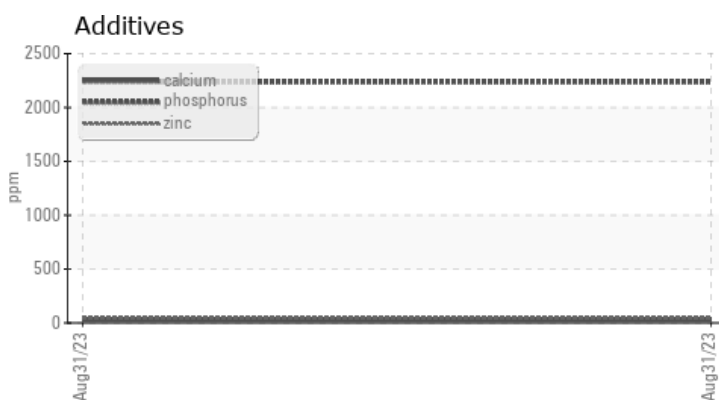 Additives
2500
2000
1500
1000
500
0
ppm
calcium
phosphorus
zinc
Aug31/23
Aug31/23